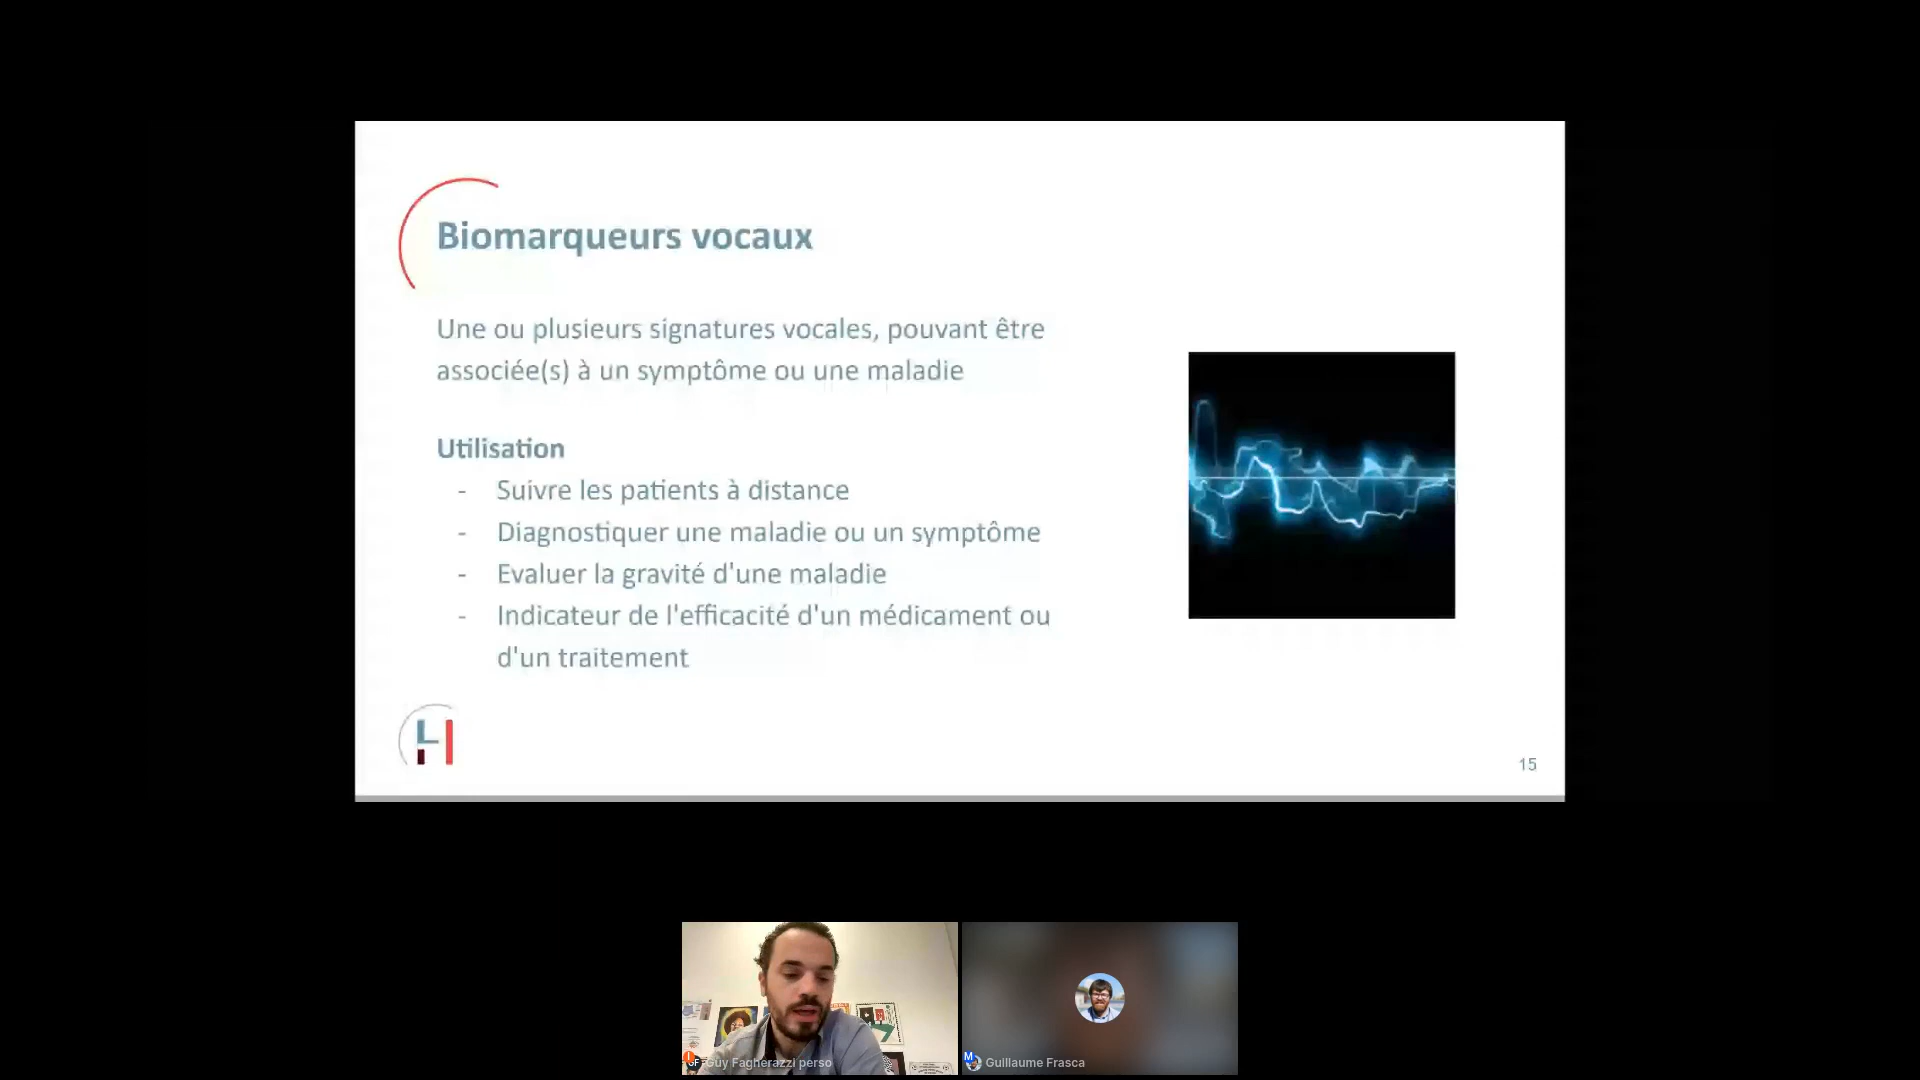 Biomarqueurs vocaux
Une ou plusieurs signatures vocales, pouvant être
associée(s) à un symptôme ou une maladie
Utilisation
- Suivre les patients à distance
- Diagnostiquer une maladie ou un symptôme
- Evaluer la gravité d'une maladie
- Indicateur de l'efficacité d'un médicament ou
d'un traitement
15
Guy Fagherazzi perso
M
Guillaume Frasca